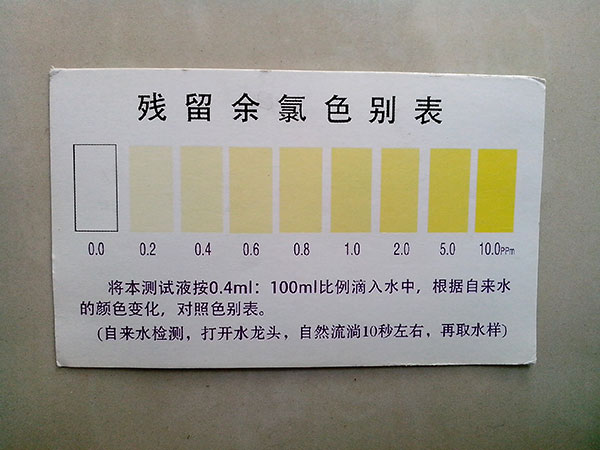 残留余氯色别表
0.0 0.2 0.4 0.6 0.8 1.0 2.0 5.0 10.0PPm
将本测试液按0.4ml：100ml比例滴入水中，根据自来水
的颜色变化，对照色别表。
(自来水检测，打开水龙头，自然流淌10秒左右，再取水样)